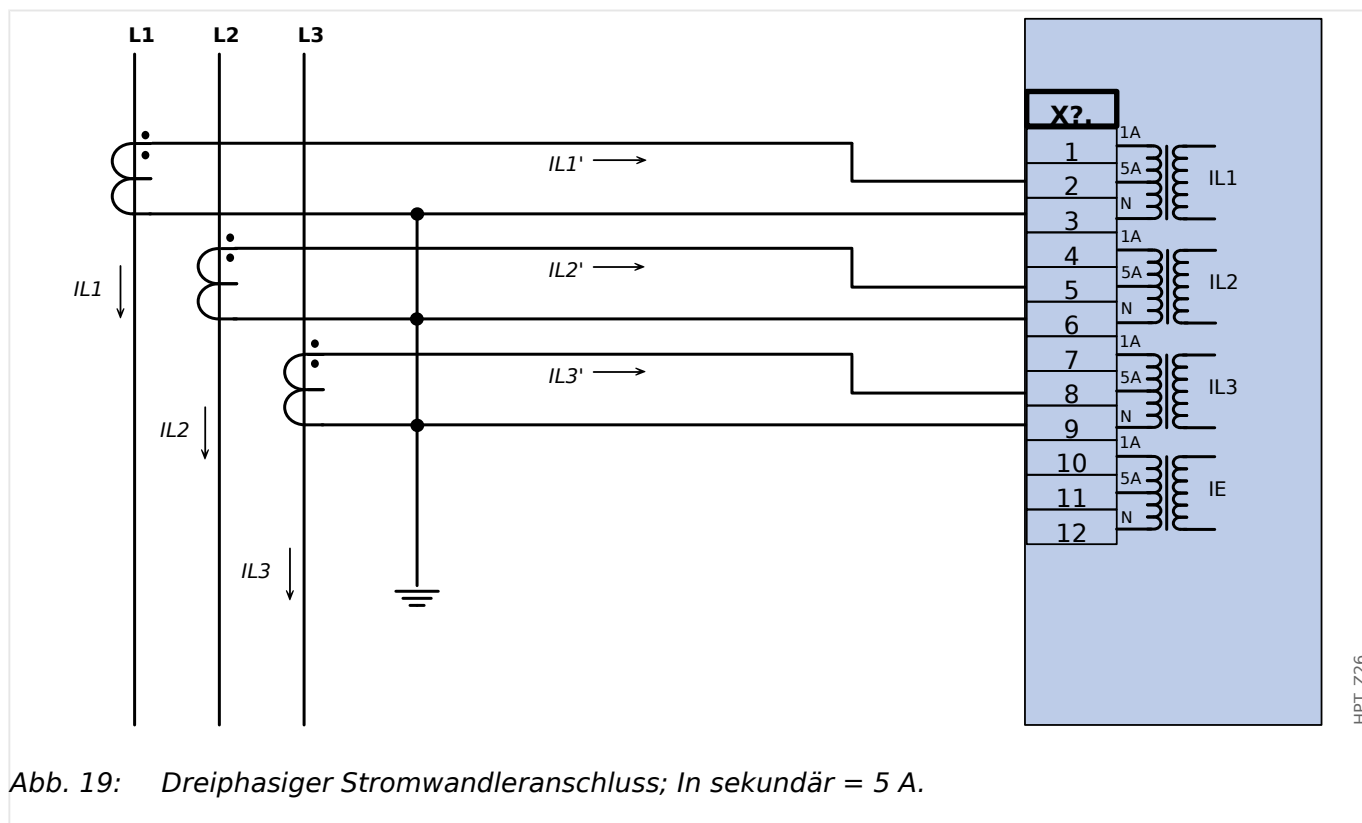 L1 L2 L3
X?.
1A
1
IL1'
5A
IL1
2
N
3
1A
4
IL2'
5A
IL2
IL1
5
N
6
1A
7
IL3'
5A
IL3
8
N
IL2
9
1A
10
5A
IE
11
N
12
IL3
HPT_Z26
Abb. 19: Dreiphasiger Stromwandleranschluss; In sekundär = 5 A.